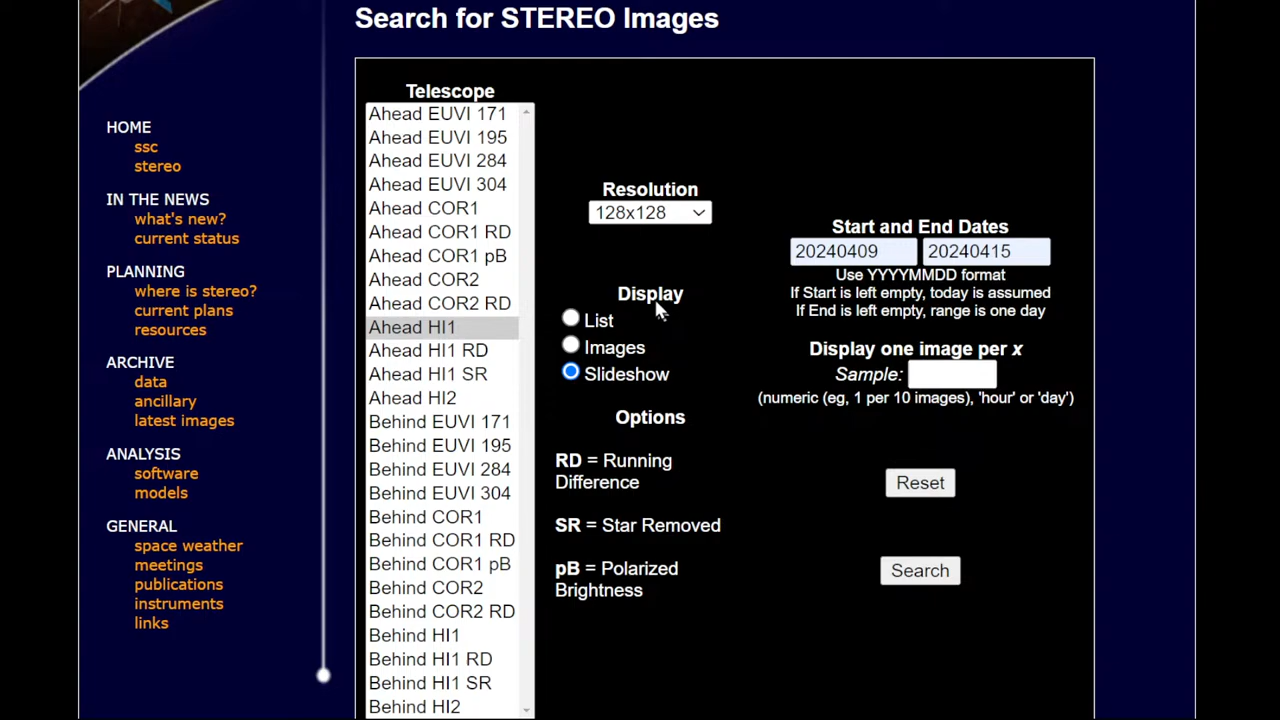 Search for STEREO Images
HOME
ssc
stereo
IN THE NEWS
what's new?
current status
PLANNING
where is stereo?
current plans
resources
ARCHIVE
data
ancillary
latest images
ANALYSIS
software
models
GENERAL
space weather
meetings
publications
instruments
links
Telescope
Ahead EUVI 171
Ahead EUVI 195
Ahead EUVI 284
Ahead EUVI 304
Ahead COR1
Ahead COR1 RD
Ahead COR1 pB
Ahead COR2
Ahead COR2 RD
Ahead HI1
Ahead HI1 RD
Ahead HI1 SR
Ahead HI2
Behind EUVI 171
Behind EUVI 195
Behind EUVI 284
Behind EUVI 304
Behind COR1
Behind COR1 RD
Behind COR1 pB
Behind COR2
Behind COR2 RD
Behind HI1
Behind HI1 RD
Behind HI1 SR
Behind HI2
Resolution
128x128
Display
List
Images
Slideshow
Options
RD = Running
Difference
SR = Star Removed
pB = Polarized
Brightness
Start and End Dates
20240409 20240415
Use YYYYMMDD format
If Start is left empty, today is assumed
If End is left empty, range is one day
Display one image per x
Sample:
(numeric (eg, 1 per 10 images), 'hour' or 'day')
Reset
Search